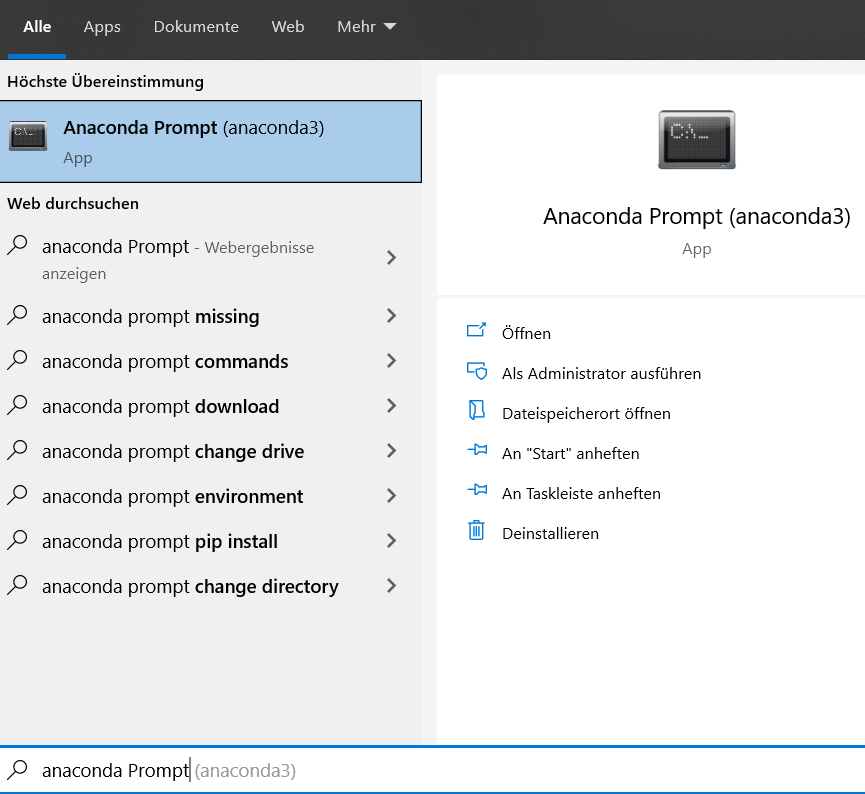 Alle Apps Dokumente Web Mehr
Höchste Übereinstimmung
Anaconda Prompt (anaconda3)
App
Web durchsuchen
anaconda Prompt - Webergebnisse
anzeigen
anaconda prompt missing
anaconda prompt commands
anaconda prompt download
anaconda prompt change drive
anaconda prompt environment
anaconda prompt pip install
anaconda prompt change directory
C:\_
Anaconda Prompt (anaconda3)
App
Öffnen
Als Administrator ausführen
Dateispeicherort öffnen
An "Start" anheften
An Taskleiste anheften
Deinstallieren
anaconda Prompt (anaconda3)